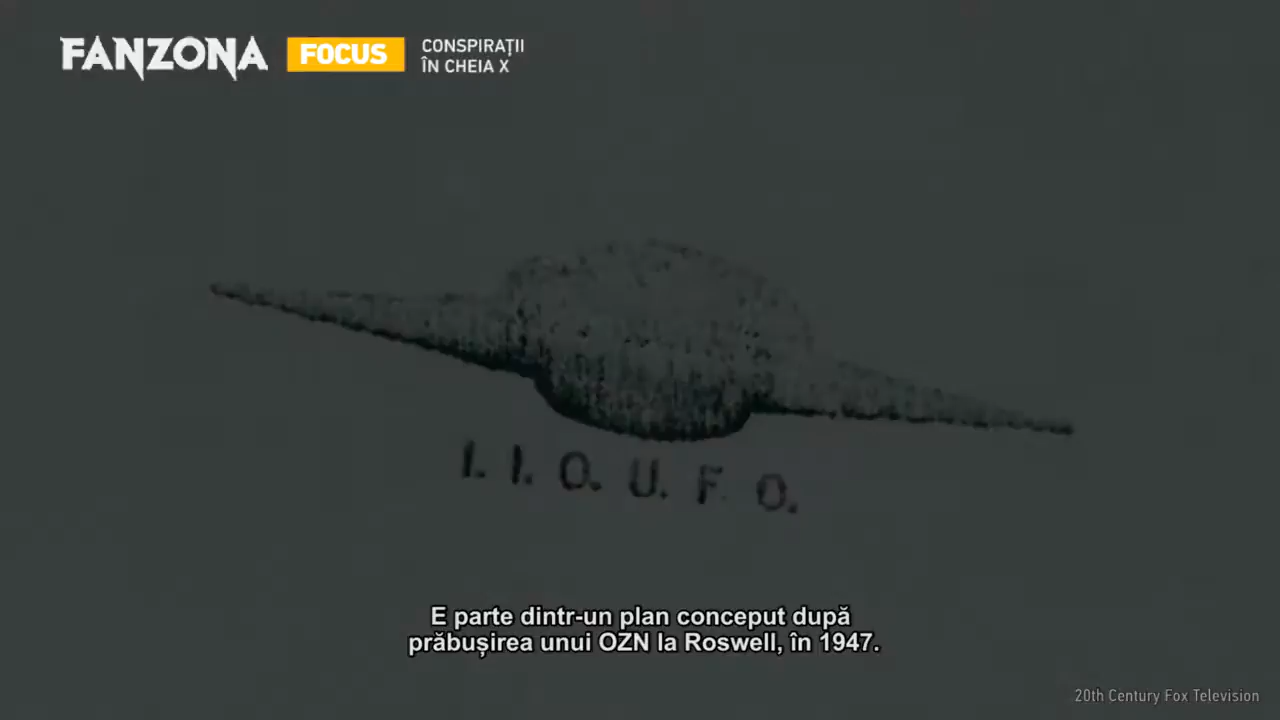 FANZONA FOCUS CONSPIRAȚII
ÎN CHEIA X
I. I. O. U. F. O.
E parte dintr-un plan conceput după
prăbușirea unui OZN la Roswell, în 1947.
20th Century Fox Television